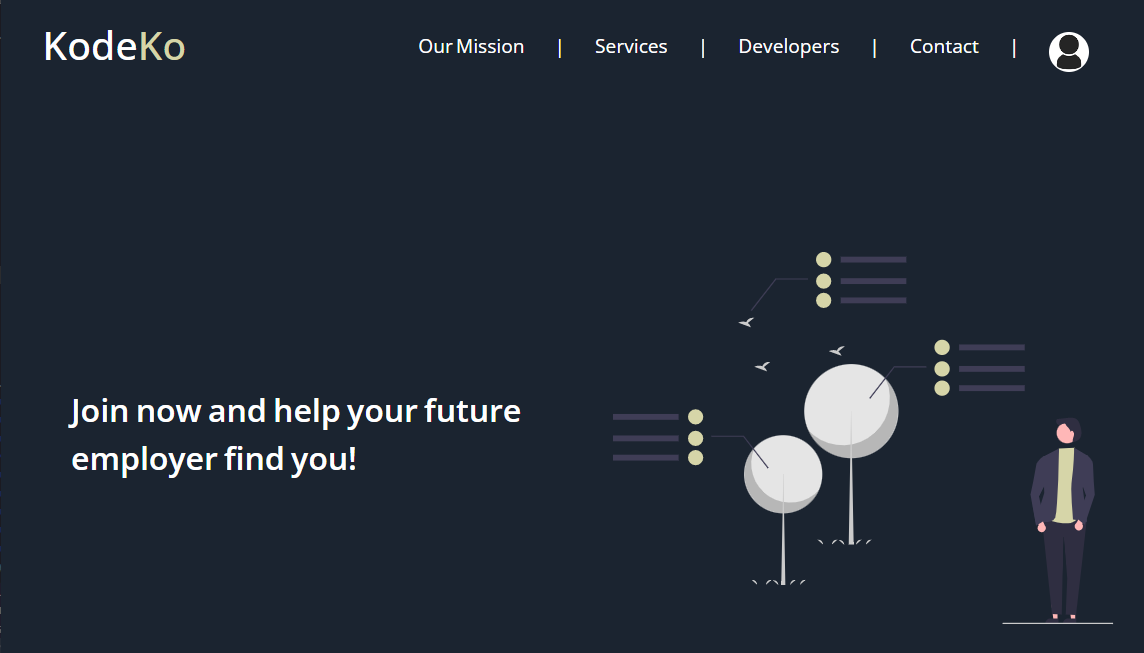 KodeKo
Our Mission | Services | Developers | Contact |
Join now and help your future
employer find you!